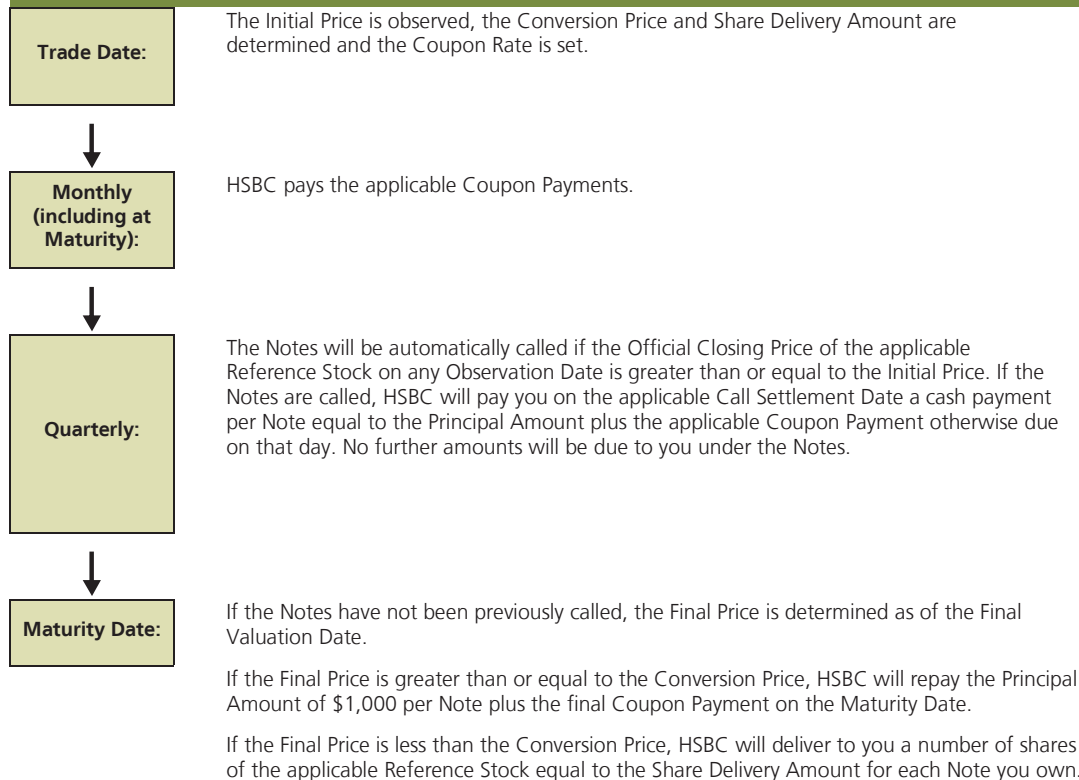 Trade Date:
The Initial Price is observed, the Conversion Price and Share Delivery Amount are
determined and the Coupon Rate is set.
Monthly
(including at
Maturity):
HSBC pays the applicable Coupon Payments.
Quarterly:
The Notes will be automatically called if the Official Closing Price of the applicable
Reference Stock on any Observation Date is greater than or equal to the Initial Price. If the
Notes are called, HSBC will pay you on the applicable Call Settlement Date a cash payment
per Note equal to the Principal Amount plus the applicable Coupon Payment otherwise due
on that day. No further amounts will be due to you under the Notes.
Maturity Date:
If the Notes have not been previously called, the Final Price is determined as of the Final
Valuation Date.
If the Final Price is greater than or equal to the Conversion Price, HSBC will repay the Principal
Amount of $1,000 per Note plus the final Coupon Payment on the Maturity Date.
If the Final Price is less than the Conversion Price, HSBC will deliver to you a number of shares
of the applicable Reference Stock equal to the Share Delivery Amount for each Note you own